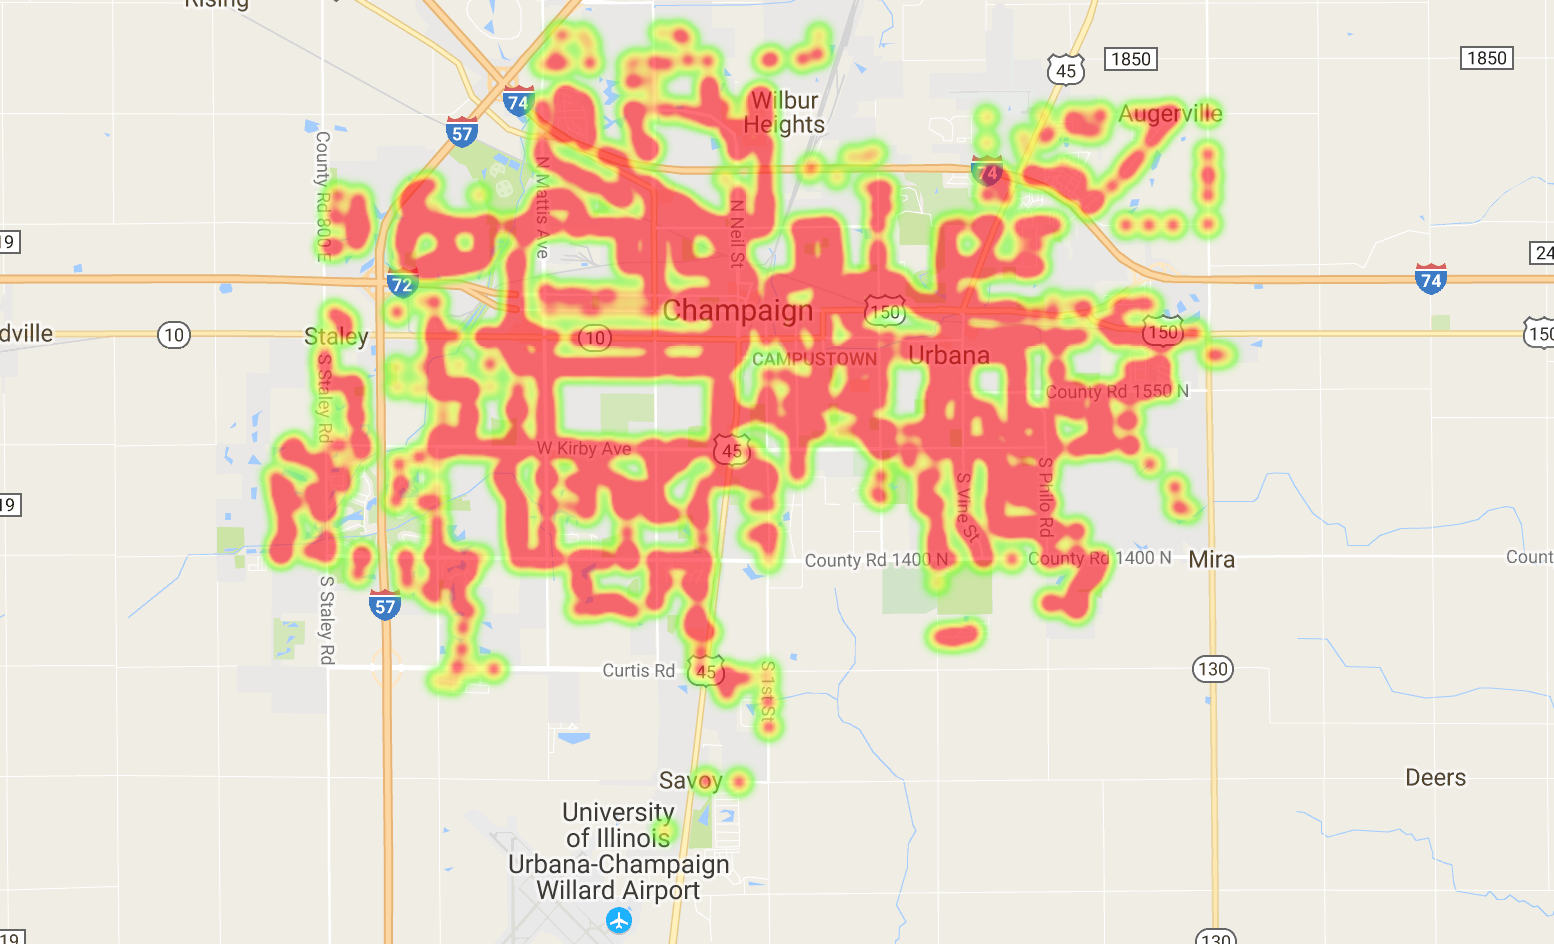 Rising
1850
1850
45
74
57
Wilbur
Heights
Augerville
County Rd 800 E
N Mattis Ave
74
N Neil St
19
24
72
74
Champaign
150
dville
10
Staley
10
150
150
CAMPUSTOWN
Urbana
S Staley Rd
County Rd 1550 N
W Kirby Ave
45
S Vine St
S Philo Rd
19
County Rd 1400 N
County Rd 1400 N
Mira
Count
57
S Staley Rd
Curtis Rd
45
S 1st St
130
Savoy
Deers
University
of Illinois
Urbana-Champaign
Willard Airport
19
130